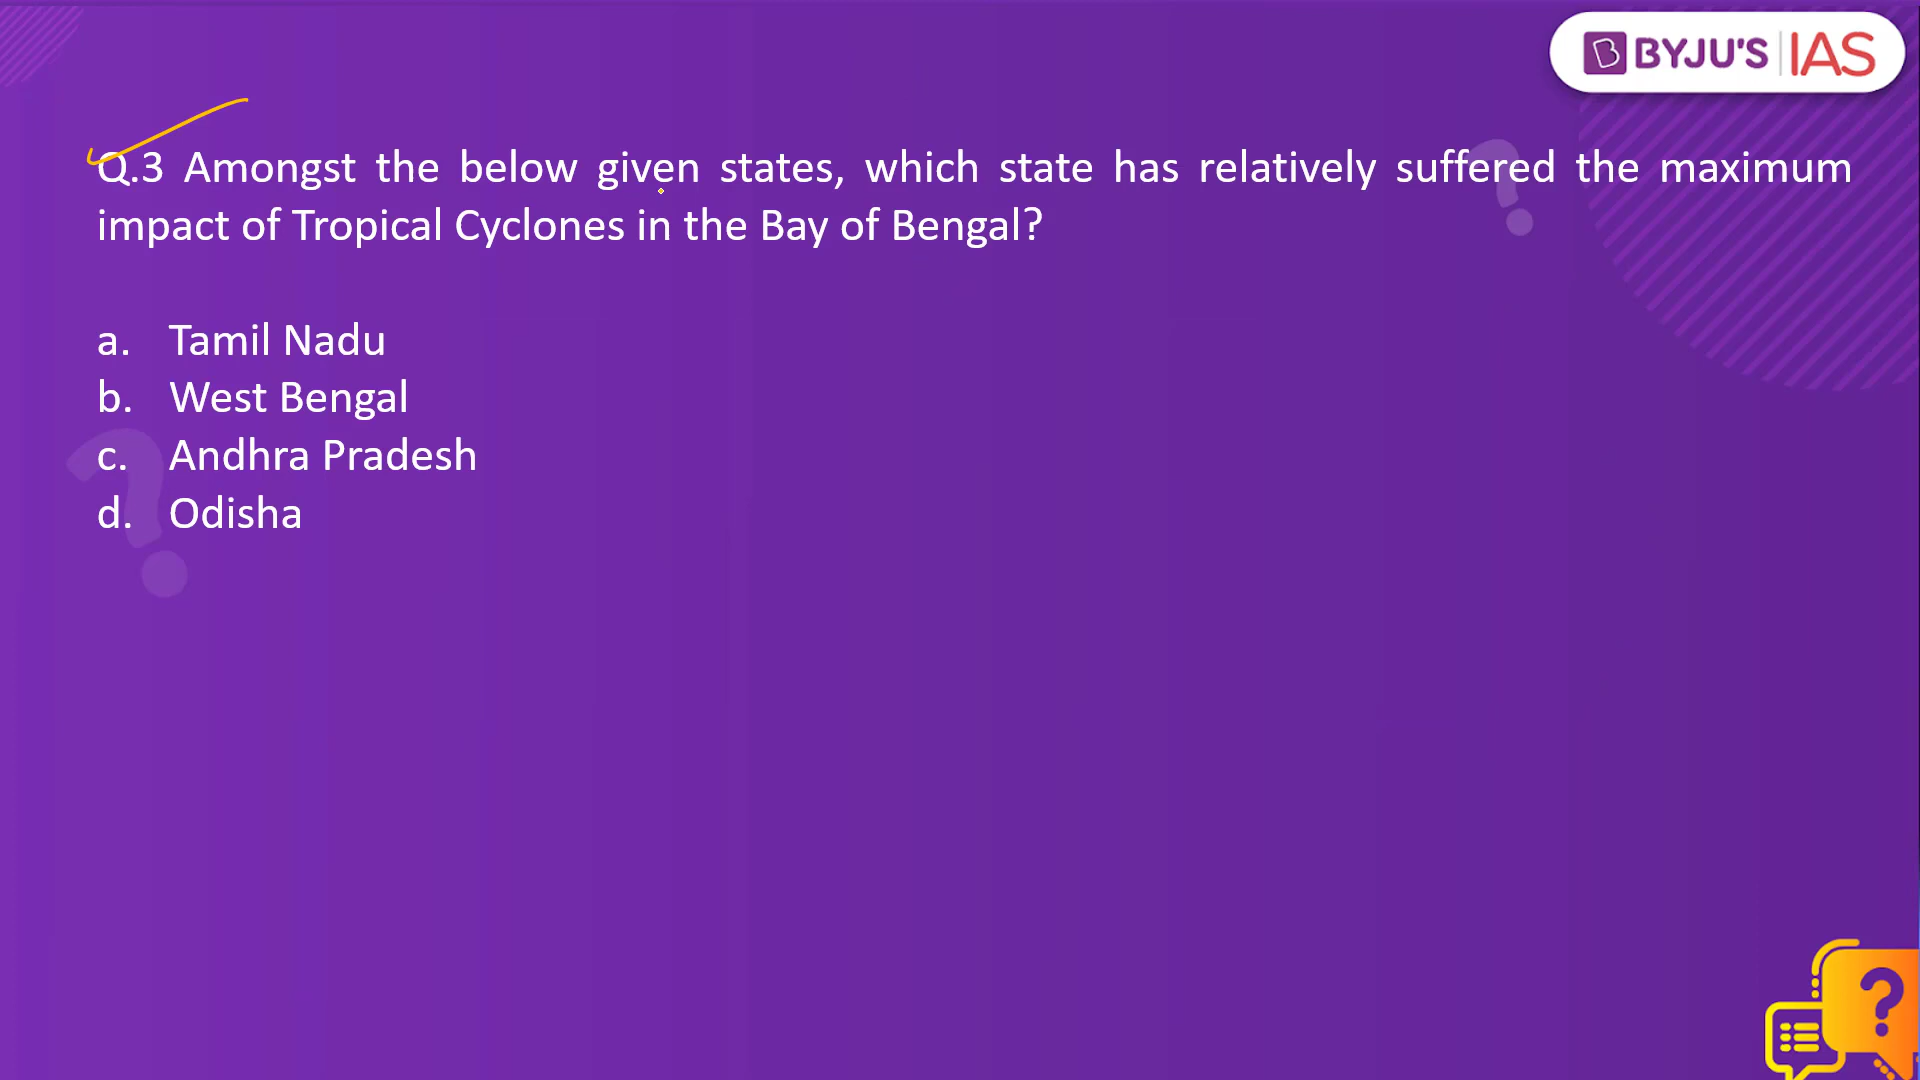 BYJU'S IAS
Q.3 Amongst the below given states, which state has relatively suffered the maximum
impact of Tropical Cyclones in the Bay of Bengal?
a. Tamil Nadu
b. West Bengal
c. Andhra Pradesh
d. Odisha